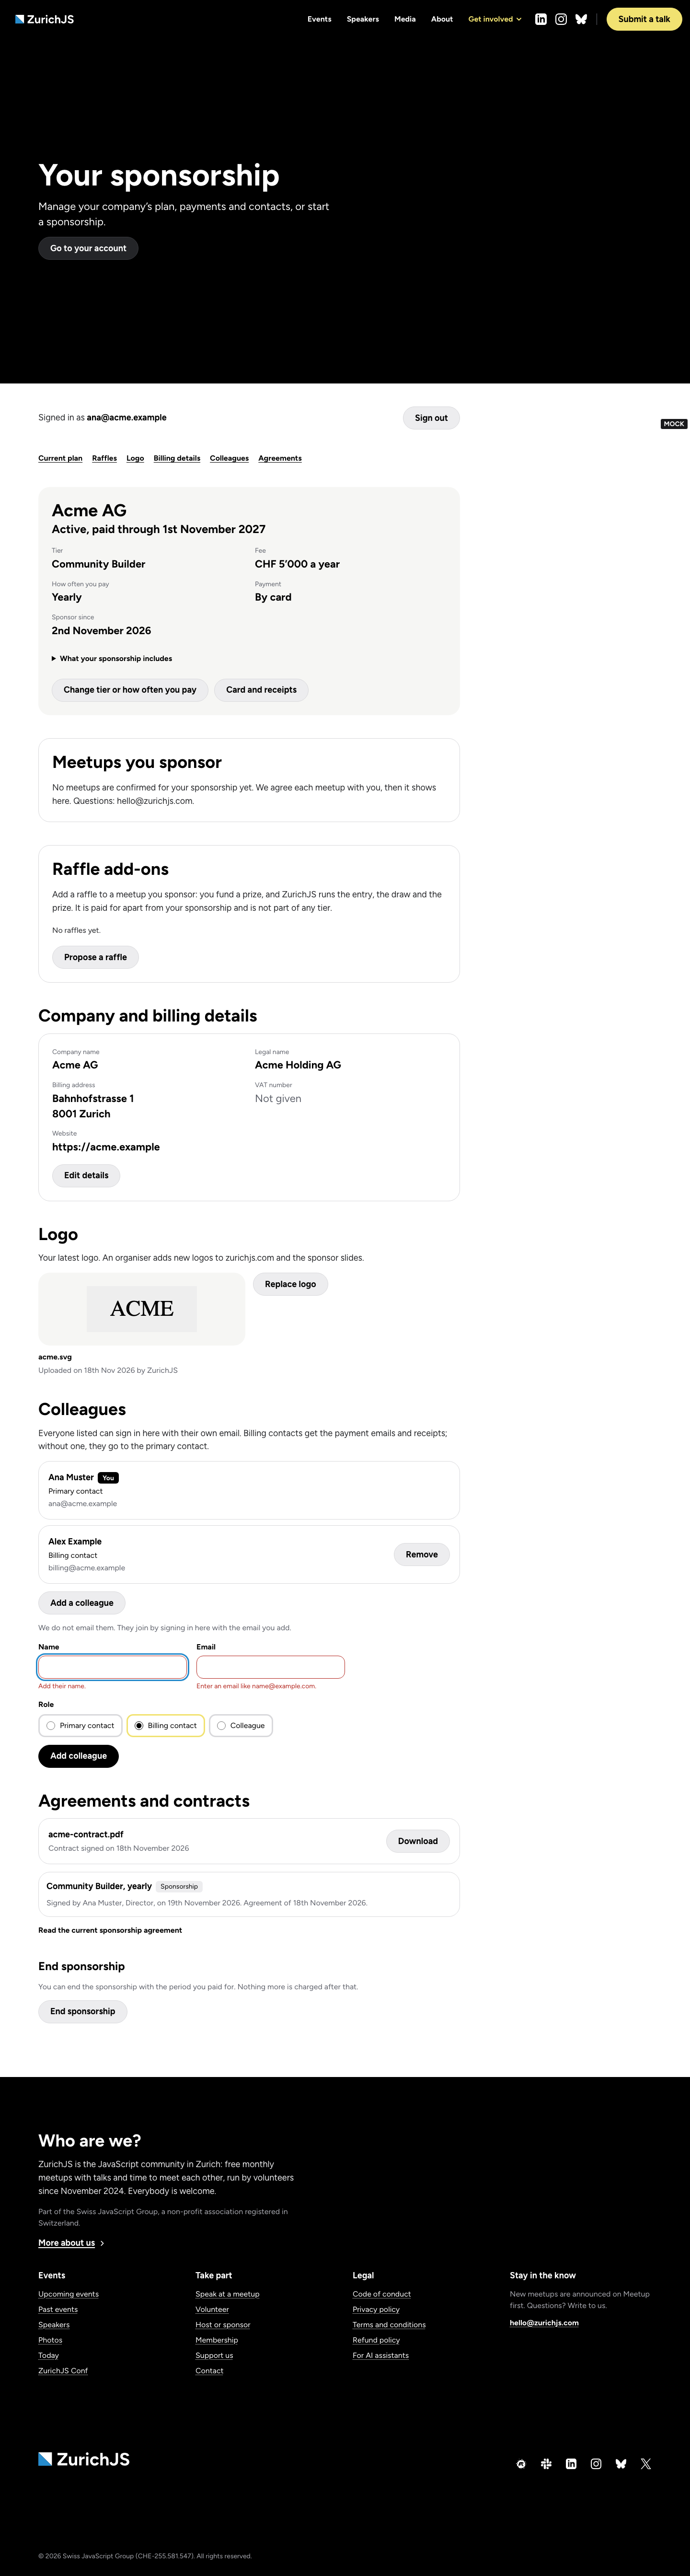 ZurichJS
Events
Speakers
Media
About
Get involved
Submit a talk
Your sponsorship
Manage your company’s plan, payments and contacts, or start
a sponsorship.
Go to your account
Signed in as ana@acme.example
Sign out
MOCK
Current plan
Raffles
Logo
Billing details
Colleagues
Agreements
Acme AG
Active, paid through 1st November 2027
Tier
Community Builder
Fee
CHF 5’000 a year
How often you pay
Yearly
Payment
By card
Sponsor since
2nd November 2026
What your sponsorship includes
Change tier or how often you pay
Card and receipts
Meetups you sponsor
No meetups are confirmed for your sponsorship yet. We agree each meetup with you, then it shows
here. Questions: hello@zurichjs.com.
Raffle add-ons
Add a raffle to a meetup you sponsor: you fund a prize, and ZurichJS runs the entry, the draw and the
prize. It is paid for apart from your sponsorship and is not part of any tier.
No raffles yet.
Propose a raffle
Company and billing details
Company name
Acme AG
Legal name
Acme Holding AG
Billing address
Bahnhofstrasse 1
8001 Zurich
VAT number
Not given
Website
https://acme.example
Edit details
Logo
Your latest logo. An organiser adds new logos to zurichjs.com and the sponsor slides.
ACME
Replace logo
acme.svg
Uploaded on 18th Nov 2026 by ZurichJS
Colleagues
Everyone listed can sign in here with their own email. Billing contacts get the payment emails and receipts;
without one, they go to the primary contact.
Ana Muster You
Primary contact
ana@acme.example
Alex Example
Billing contact
billing@acme.example
Remove
Add a colleague
We do not email them. They join by signing in here with the email you add.
Name
Email
Add their name.
Enter an email like name@example.com.
Role
Primary contact
Billing contact
Colleague
Add colleague
Agreements and contracts
acme-contract.pdf
Contract signed on 18th November 2026
Download
Community Builder, yearly Sponsorship
Signed by Ana Muster, Director, on 19th November 2026. Agreement of 18th November 2026.
Read the current sponsorship agreement
End sponsorship
You can end the sponsorship with the period you paid for. Nothing more is charged after that.
End sponsorship
Who are we?
ZurichJS is the JavaScript community in Zurich: free monthly
meetups with talks and time to meet each other, run by volunteers
since November 2024. Everybody is welcome.
Part of the Swiss JavaScript Group, a non-profit association registered in
Switzerland.
More about us
Events
Upcoming events
Past events
Speakers
Photos
Today
ZurichJS Conf
Take part
Speak at a meetup
Volunteer
Host or sponsor
Membership
Support us
Contact
Legal
Code of conduct
Privacy policy
Terms and conditions
Refund policy
For AI assistants
Stay in the know
New meetups are announced on Meetup
first. Questions? Write to us.
hello@zurichjs.com
ZurichJS
© 2026 Swiss JavaScript Group (CHE-255.581.547). All rights reserved.